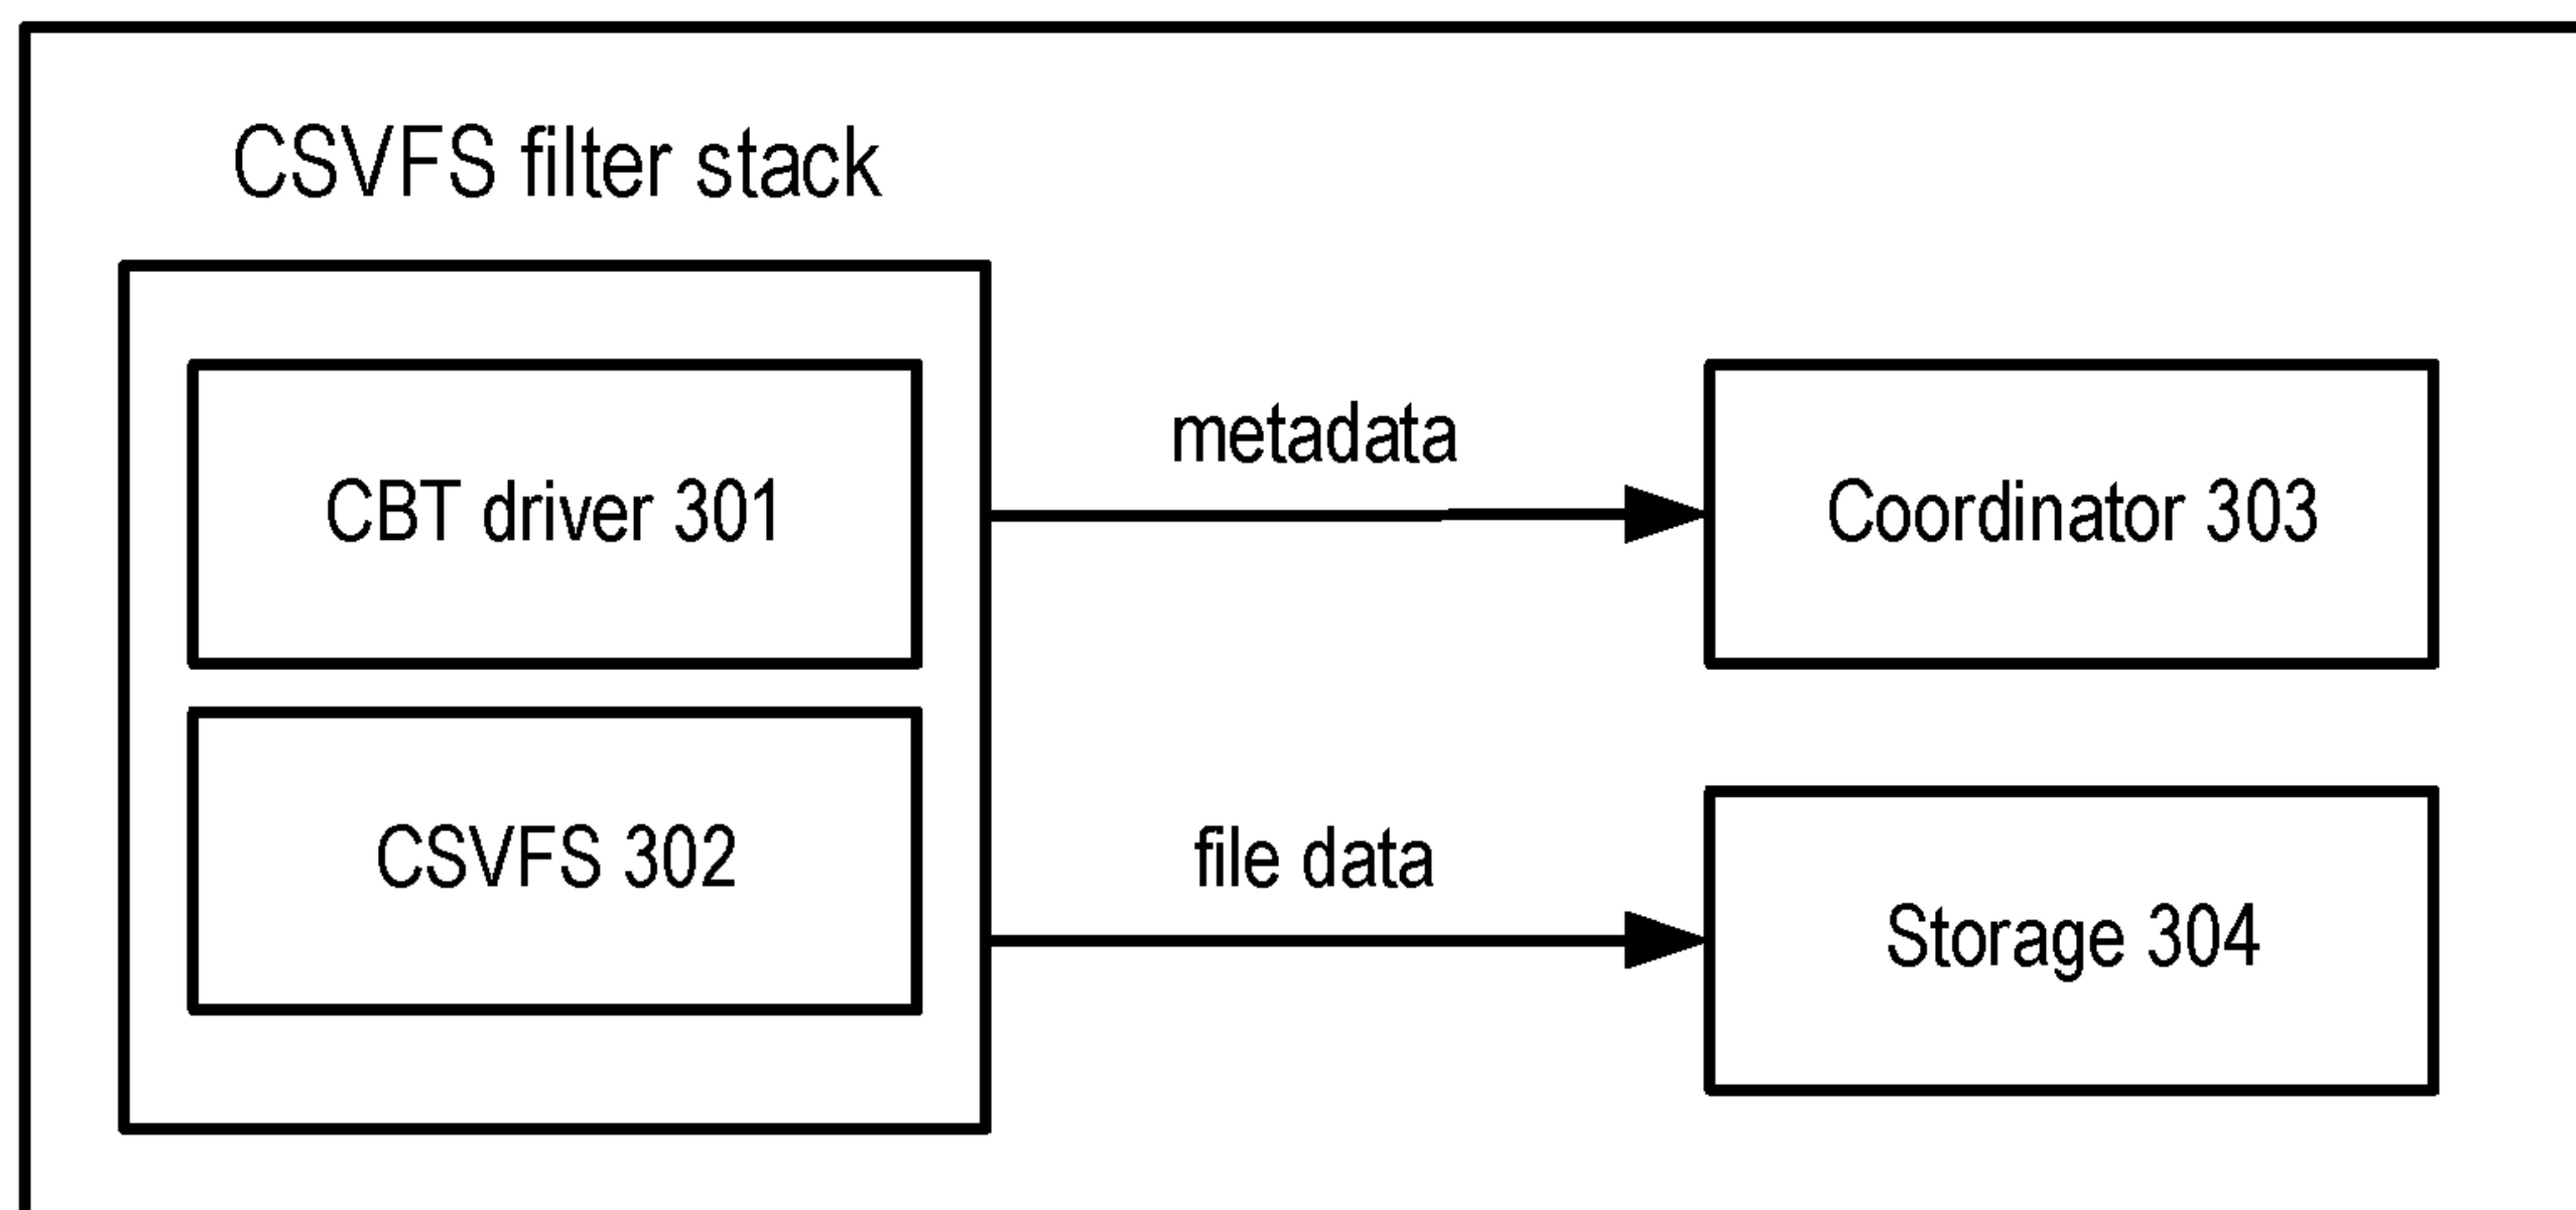 CSVFS filter stack
CBT driver 301
metadata
Coordinator 303
CSVFS 302
file data
Storage 304